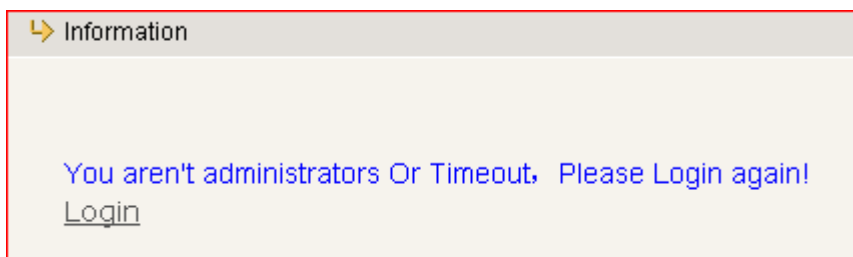 Information
You aren't administrators Or Timeout，Please Login again!
Login